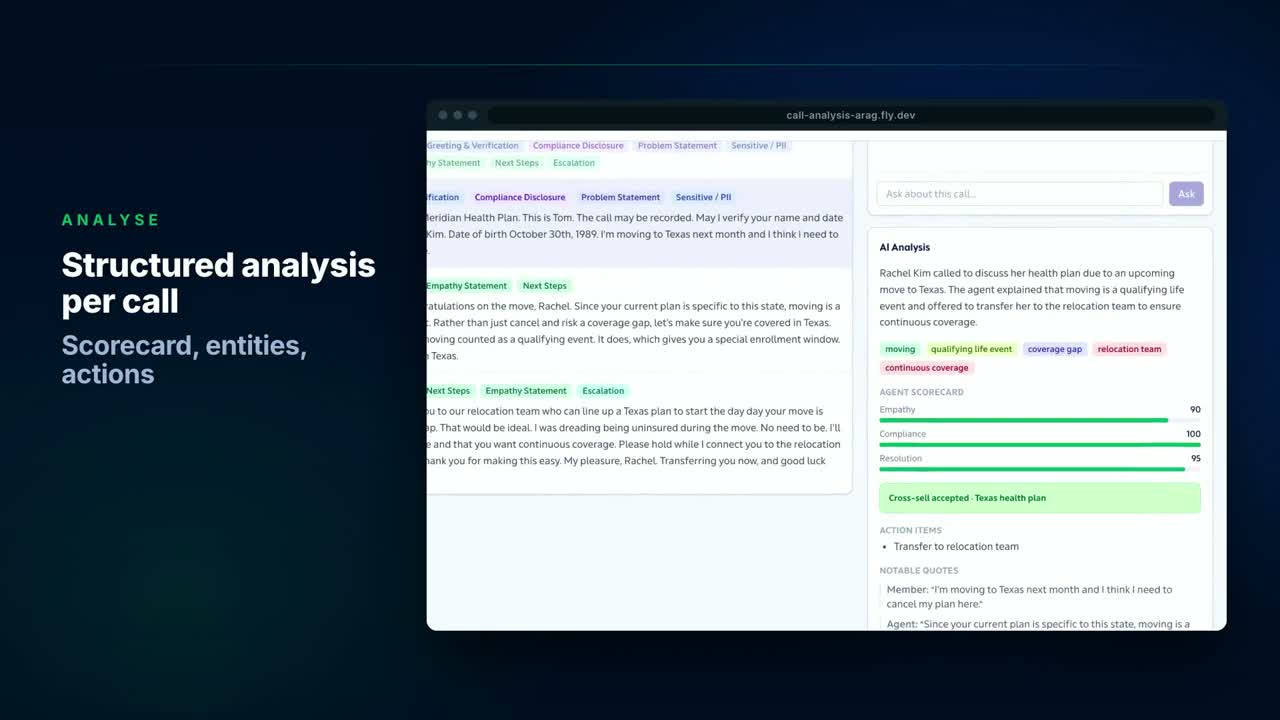 call-analysis-arag.fly.dev
ANALYSE
Structured analysis
per call
Scorecard, entities,
actions
Greeting & Verification Compliance Disclosure Problem Statement Sensitive / PII
Statement Next Steps Escalation
Compliance Disclosure Problem Statement Sensitive / PII
Health Plan. This is Tom. The call may be recorded. May I verify your name and date
Kim. Date of birth October 30th, 1989. I'm moving to Texas next month and I think i need to
Empathy Statement Next Steps
on the move, Rachel. Since your current plan is specific to this state, moving is a
Rather than just cancel and risk a coverage gap, let's make sure you're covered in Texas.
counted as a qualifying event. It does, which gives you a special enrollment window.
Texas.
Next Steps Empathy Statement Escalation
to our relocation team who can line up a Texas plan to start the day day your move is
That would be ideal. I was dreading being uninsured during the move. No need to be. I'll
and that you want continuous coverage. Please hold while I connect you to the relocation
you for making this easy. My pleasure, Rachel. Transferring you now, and good luck
Ask about this call...
Ask
AI Analysis
Rachel Kim called to discuss her health plan due to an upcoming
move to Texas. The agent explained that moving is a qualifying life
event and offered to transfer her to the relocation team to ensure
continuous coverage.
moving qualifying life event coverage gap relocation team
continuous coverage
AGENT SCORECARD
Empathy 90
Compliance 100
Resolution 95
Cross-sell accepted · Texas health plan
ACTION ITEMS
• Transfer to relocation team
NOTABLE QUOTES
Member: "I'm moving to Texas next month and I think I need to
cancel my plan here."
Agent: "Since your current plan is specific to this state, moving is a